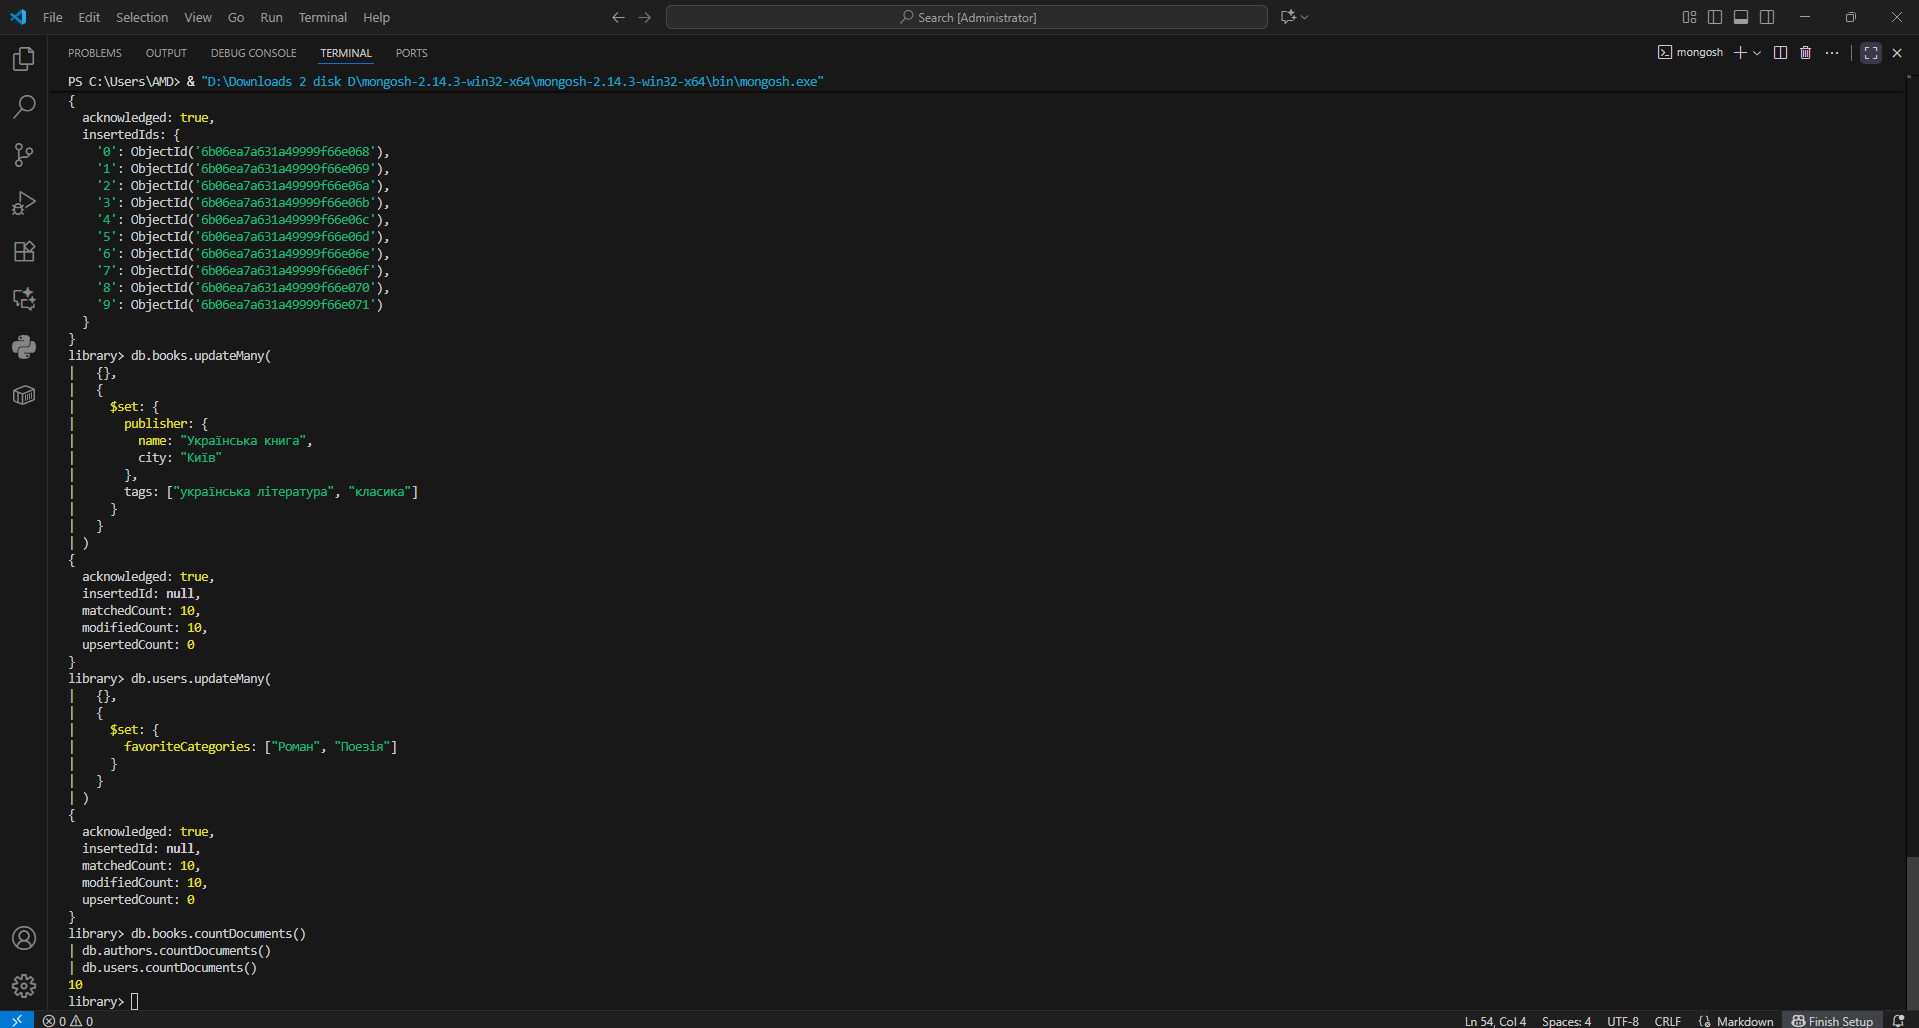 File Edit Selection View Go Run Terminal Help
Search [Administrator]
PROBLEMS OUTPUT DEBUG CONSOLE TERMINAL PORTS
mongosh
PS C:\Users\AMD> & "D:\Downloads 2 disk D\mongosh-2.14.3-win32-x64\mongosh-2.14.3-win32-x64\bin\mongosh.exe"
{
  acknowledged: true,
  insertedIds: {
    '0': ObjectId('6b06ea7a631a49999f66e068'),
    '1': ObjectId('6b06ea7a631a49999f66e069'),
    '2': ObjectId('6b06ea7a631a49999f66e06a'),
    '3': ObjectId('6b06ea7a631a49999f66e06b'),
    '4': ObjectId('6b06ea7a631a49999f66e06c'),
    '5': ObjectId('6b06ea7a631a49999f66e06d'),
    '6': ObjectId('6b06ea7a631a49999f66e06e'),
    '7': ObjectId('6b06ea7a631a49999f66e06f'),
    '8': ObjectId('6b06ea7a631a49999f66e070'),
    '9': ObjectId('6b06ea7a631a49999f66e071')
  }
}
library> db.books.updateMany(
|   {},
|   {
|     $set: {
|       publisher: {
|         name: "Українська книга",
|         city: "Київ"
|       },
|       tags: ["українська література", "класика"]
|     }
|   }
| )
{
  acknowledged: true,
  insertedId: null,
  matchedCount: 10,
  modifiedCount: 10,
  upsertedCount: 0
}
library> db.users.updateMany(
|   {},
|   {
|     $set: {
|       favoriteCategories: ["Роман", "Поезія"]
|     }
|   }
| )
{
  acknowledged: true,
  insertedId: null,
  matchedCount: 10,
  modifiedCount: 10,
  upsertedCount: 0
}
library> db.books.countDocuments()
| db.authors.countDocuments()
| db.users.countDocuments()
10
library>
0 0 Ln 54, Col 4 Spaces: 4 UTF-8 CRLF {} Markdown Finish Setup